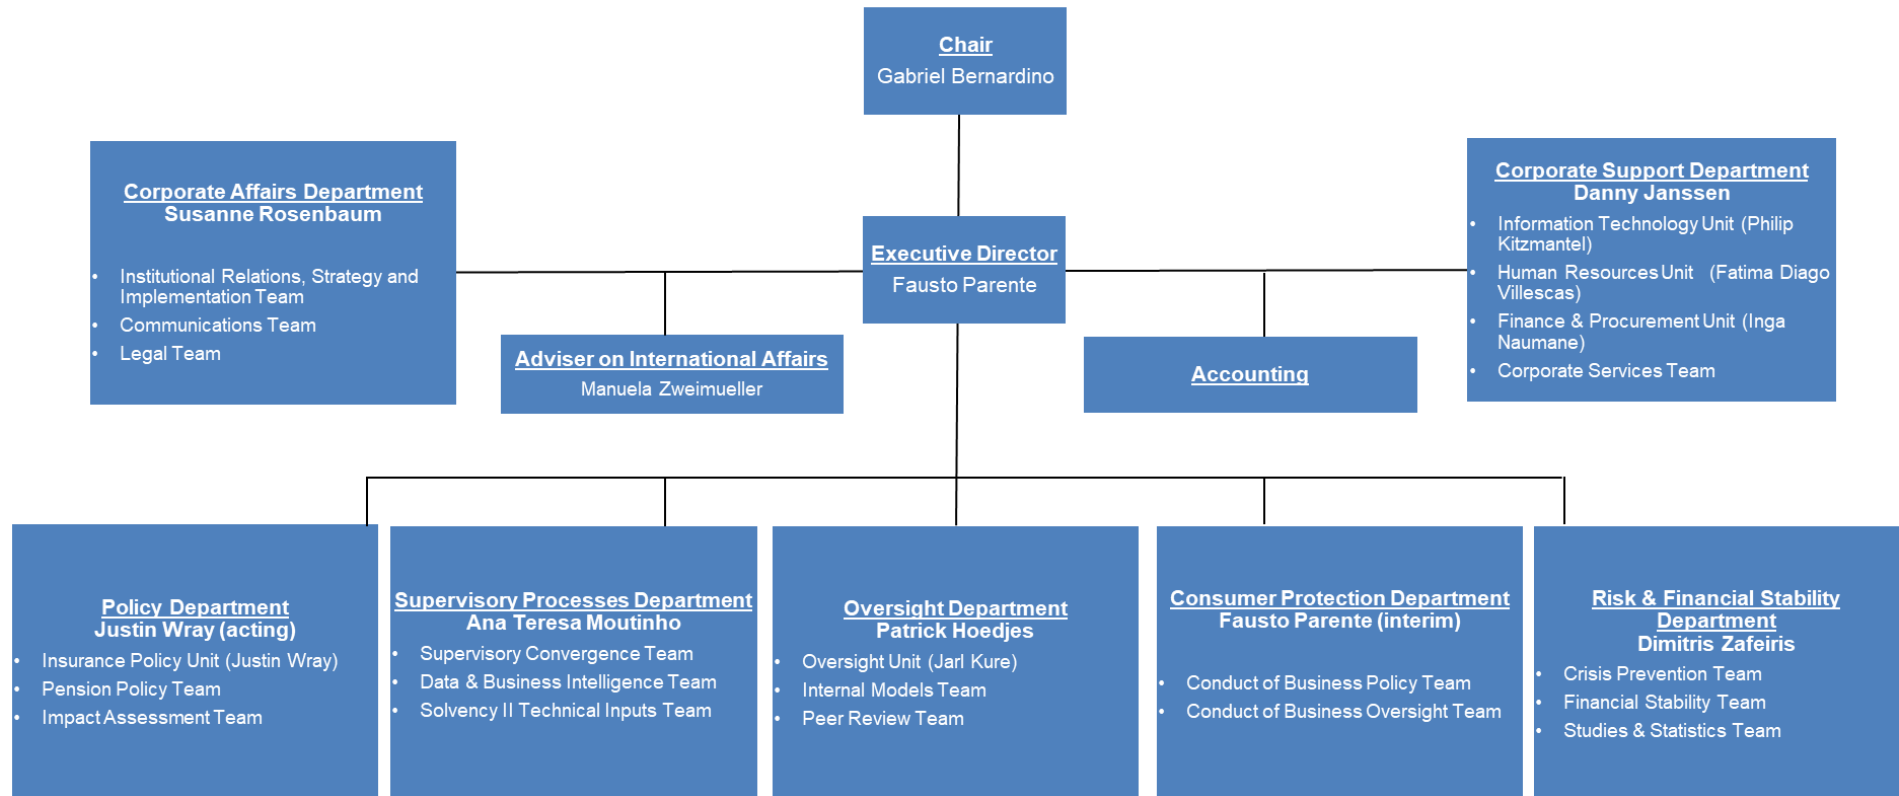 Chair
Gabriel Bernardino
Corporate Affairs Department
Susanne Rosenbaum
• Institutional Relations, Strategy and
Implementation Team
• Communications Team
• Legal Team
Executive Director
Fausto Parente
Corporate Support Department
Danny Janssen
• Information Technology Unit (Philip
Kitzmantel)
• Human Resources Unit (Fatima Diago
Villescas)
• Finance & Procurement Unit (Inga
Naumane)
• Corporate Services Team
Adviser on International Affairs
Manuela Zweimueller
Accounting
Policy Department
Justin Wray (acting)
• Insurance Policy Unit (Justin Wray)
• Pension Policy Team
• Impact Assessment Team
Supervisory Processes Department
Ana Teresa Moutinho
• Supervisory Convergence Team
• Data & Business Intelligence Team
• Solvency II Technical Inputs Team
Oversight Department
Patrick Hoedjes
• Oversight Unit (Jarl Kure)
• Internal Models Team
• Peer Review Team
Consumer Protection Department
Fausto Parente (interim)
• Conduct of Business Policy Team
• Conduct of Business Oversight Team
Risk & Financial Stability
Department
Dimitris Zafeiris
• Crisis Prevention Team
• Financial Stability Team
• Studies & Statistics Team